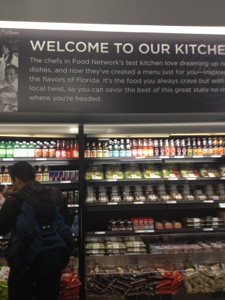 WELCOME TO OUR KITCHE
The chefs in Food Network's test kitchen love dreaming up n
dishes, and now they've created a menu just for you—inspire
the flavors of Florida. It's the food you always crave but with
local twist, so you can savor the best of this great state no m
where you're headed.